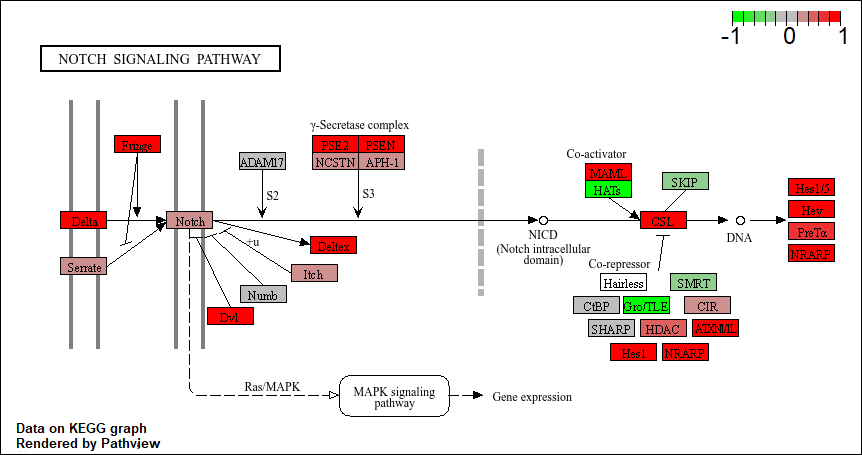 -1 0 1
NOTCH SIGNALING PATHWAY
γ-Secretase complex
Fringe
PSE2 PSEN
ADAM17
NCSTN APH-1
Co-activator
MAML
SKIP
HATs
S2
S3
Hes1/5
Delta
Notch
CSL
Hey
NICD
(Notch intracellular
domain)
DNA
PreTα
+u
Deltex
NRARP
Serrate
Itch
Co-repressor
Hairless
SMRT
Numb
CtBP
Gro/TLE
CIR
Dvl
SHARP
HDAC
ATXN1/1L
Hes1
NRARP
Ras/MAPK
MAPK signaling
pathway
Gene expression
Data on KEGG graph
Rendered by Pathview